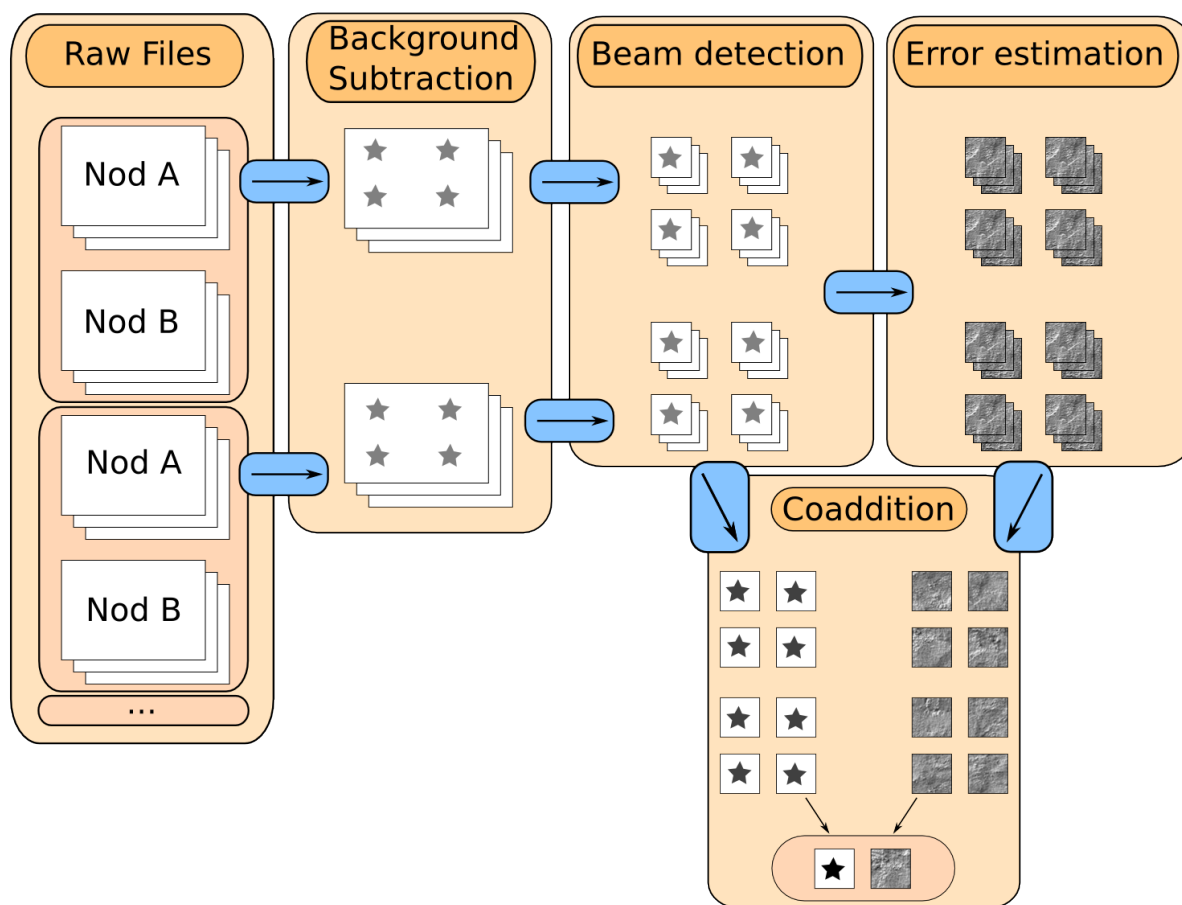 Raw Files
Background
Subtraction
Beam detection
Error estimation
Nod A
Nod B
Nod A
Nod B
...
Coaddition